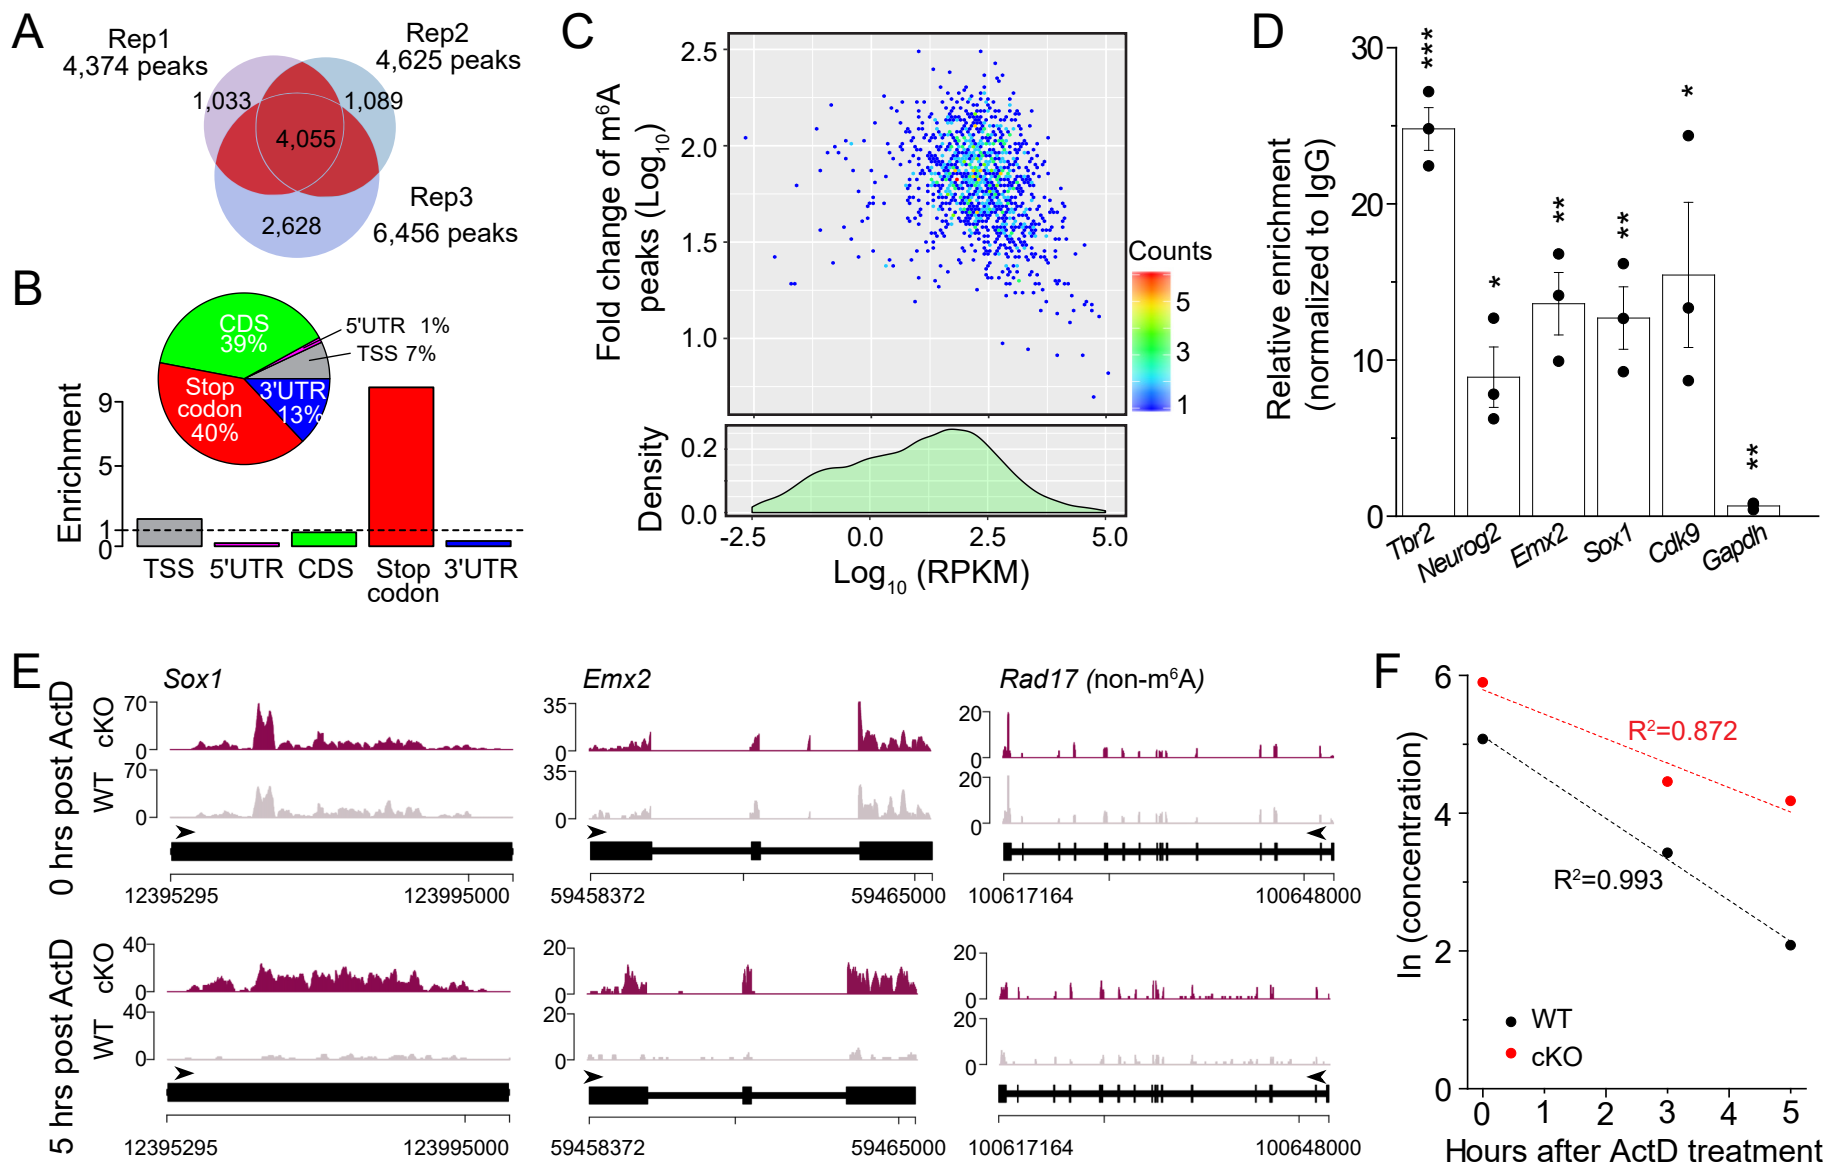 A
Rep1
4,374 peaks
Rep2
4,625 peaks
1,033
1,089
4,055
Rep3
6,456 peaks
2,628
B
CDS
39%
5'UTR 1%
TSS 7%
Stop
codon
40%
3'UTR
13%
Enrichment
9
5
1
0
TSS
5'UTR
CDS
Stop
codon
3'UTR
C
Fold change of m⁶A
peaks (Log₁₀)
2.5
2.0
1.5
1.0
Counts
5
3
1
Density
0.2
0.0
-2.5
0.0
2.5
5.0
Log₁₀ (RPKM)
D
Relative enrichment
(normalized to IgG)
30
20
10
0
***
*
**
**
*
**
Tbr2
Neurog2
Emx2
Sox1
Cdk9
Gapdh
E
0 hrs post ActD
Sox1
Emx2
Rad17 (non-m⁶A)
cKO
70
0
35
0
20
0
WT
70
0
35
0
20
0
12395295
123995000
59458372
59465000
100617164
100648000
5 hrs post ActD
cKO
40
0
20
0
20
0
WT
40
0
20
0
20
0
12395295
123995000
59458372
59465000
100617164
100648000
F
ln (concentration)
6
4
2
0
R²=0.872
R²=0.993
WT
cKO
0
1
2
3
4
5
Hours after ActD treatment